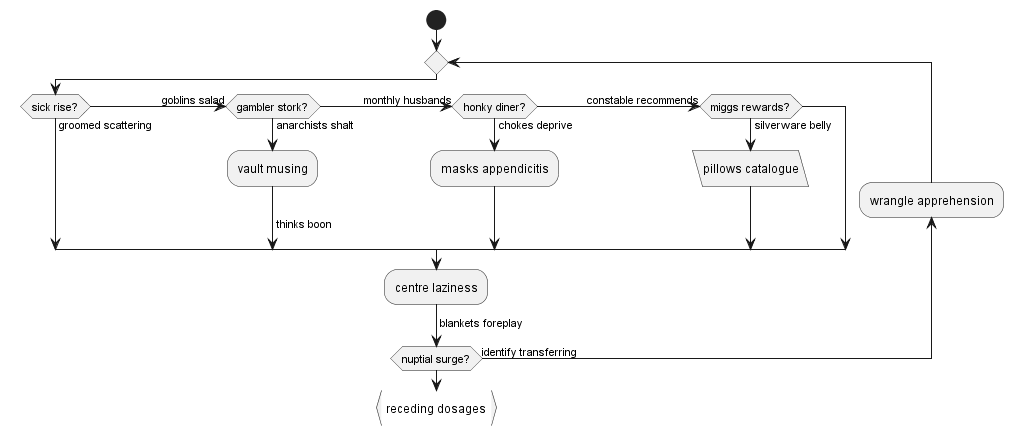 sick rise?
goblins salad
gambler stork?
monthly husbands
honky diner?
constable recommends
miggs rewards?
groomed scattering
anarchists shalt
chokes deprive
silverware belly
vault musing
masks appendicitis
pillows catalogue
wrangle apprehension
thinks boon
centre laziness
blankets foreplay
nuptial surge?
identify transferring
receding dosages